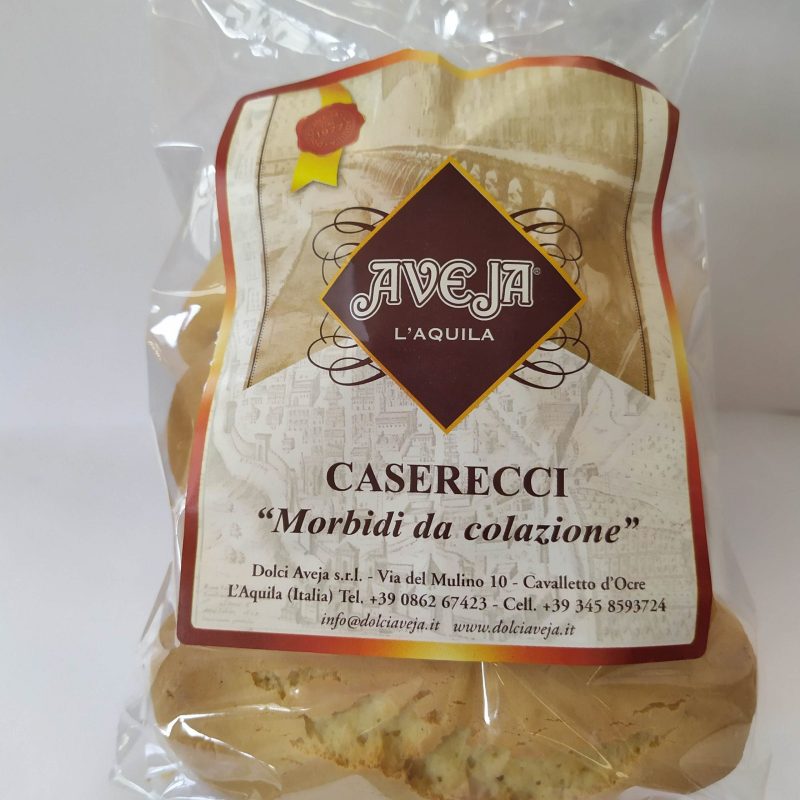 1977
AVEJA®
L'AQUILA
CASERECCI
“Morbidi da colazione”
Dolci Aveja s.r.l. - Via del Mulino 10 - Cavalletto d'Ocre
L'Aquila (Italia) Tel. +39 0862 67423 - Cell. +39 345 8593724
info@dolciaveja.it www.dolciaveja.it